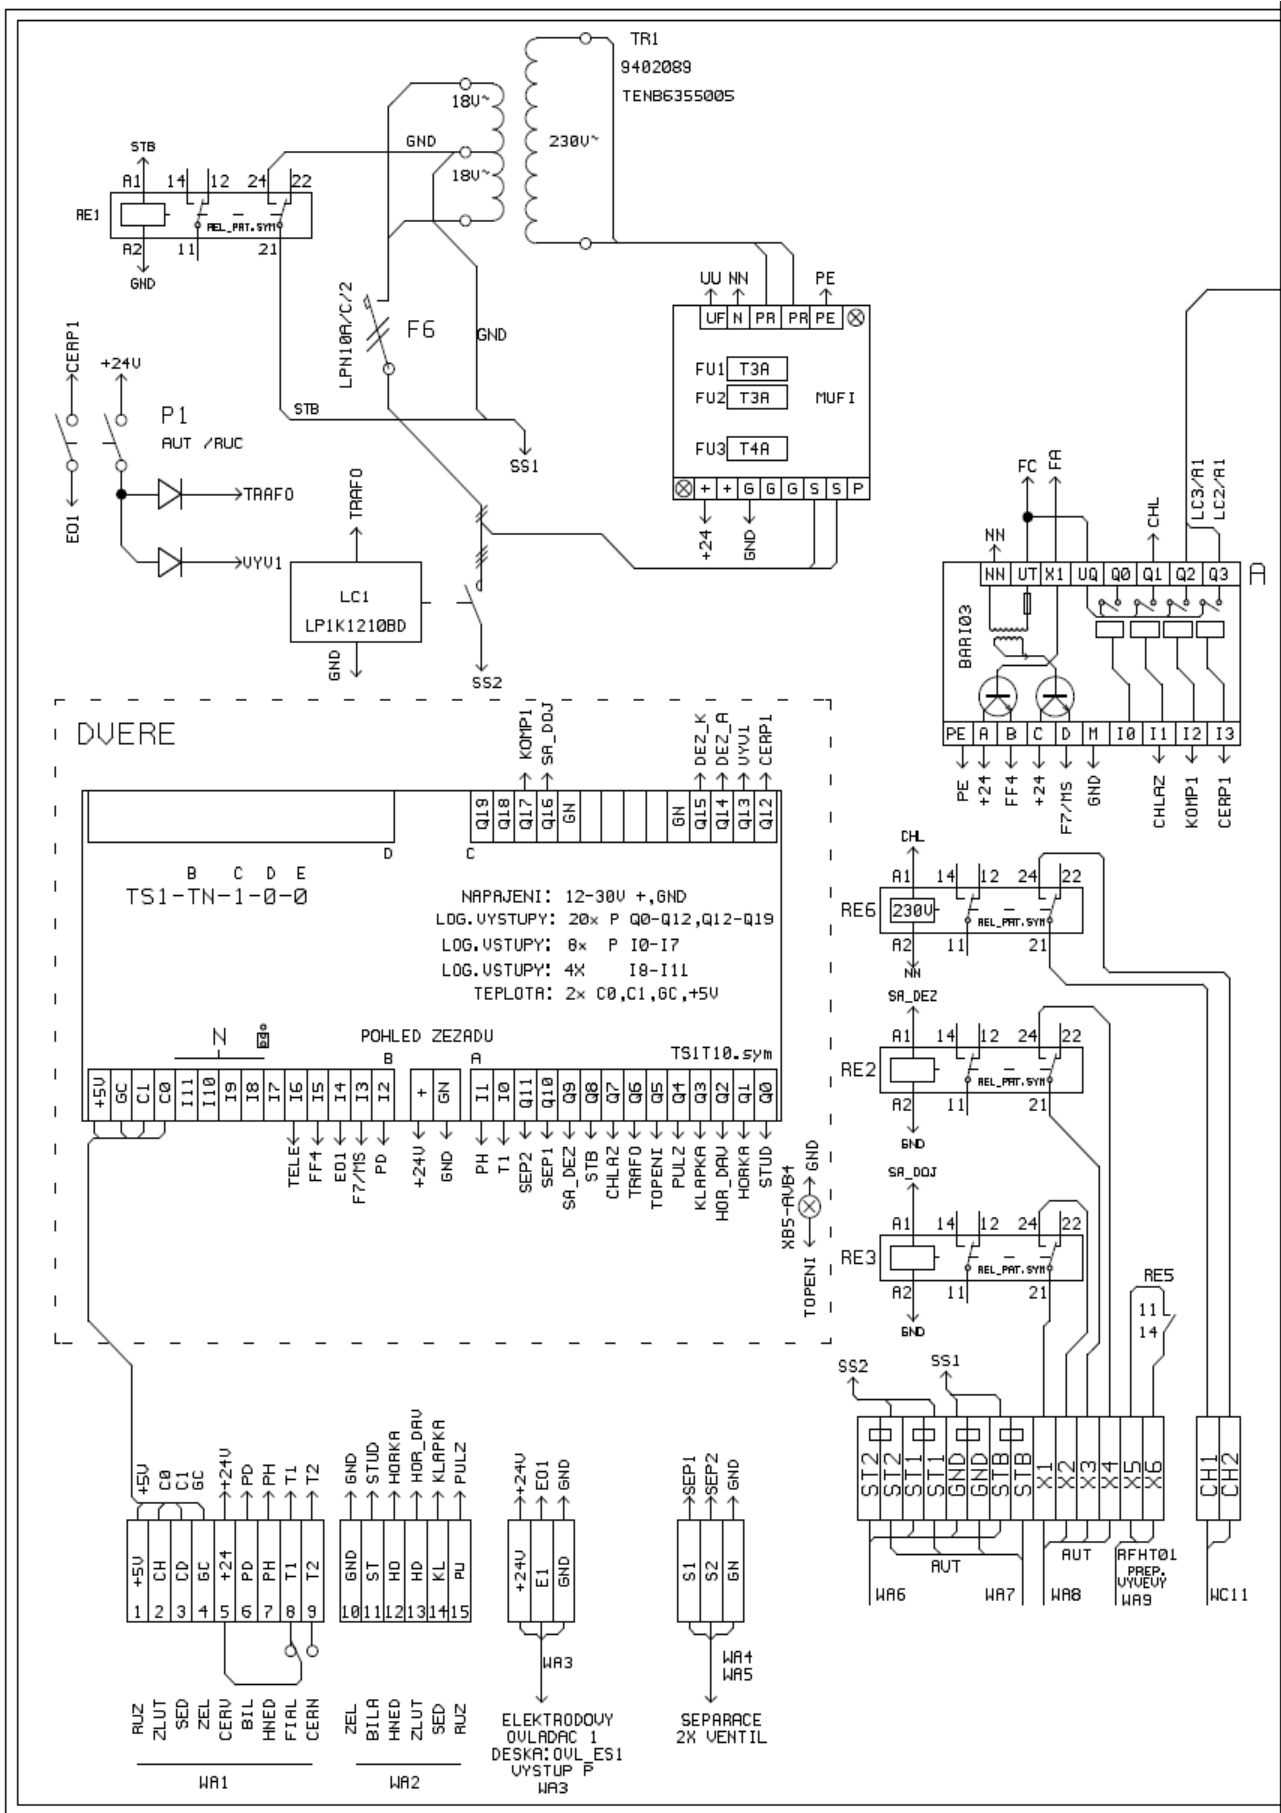 TR1
9402089
TENB6355005
18V~
GND
18V~
230V~
STB
A1 14 12 24 22
RE1
REL_PAT.SYM
A2 11 21
GND
UU NN PE
UF N PR PR PE
LPN10A/C/2
F6
GND
FU1 T3A
FU2 T3A MUFI
FU3 T4A
+ + G G G S S P
+24
GND
CERP1
+24V
P1
AUT /RUC
STB
SS1
EO1
TRAFO
VYV1
TRAFO
LC1
LP1K1210BD
GND
SS2
FC
FA
CHL
LC3/A1
LC2/A1
NN
NN UT X1 UQ Q0 Q1 Q2 Q3 A
BARIO3
PE A B C D M I0 I1 I2 I3
PE
+24
FF4
+24
F7/MS
GND
CHLAZ
KOMP1
CERP1
DVERE
KOMP1
SA_DOJ
DEZ_K
DEZ_A
VYV1
CERP1
Q19
Q18
Q17
Q16
GN
GN
Q15
Q14
Q13
Q12
D C
B C D E
TS1-TN-1-0-0
NAPAJENI: 12-30V +,GND
LOG.VYSTUPY: 20x P Q0-Q12,Q12-Q19
LOG.VSTUPY: 8x P I0-I7
LOG.VSTUPY: 4X I8-I11
TEPLOTA: 2x C0,C1,GC,+5V
N
POHLED ZEZADU
TS1T10.sym
B A
+5V
GC
C1
C0
I11
I10
I9
I8
I7
I6
I5
I4
I3
I2
+
GN
I1
I0
Q11
Q10
Q9
Q8
Q7
Q6
Q5
Q4
Q3
Q2
Q1
Q0
TELE
FF4
EO1
F7/MS
PD
+24V
GND
PH
T1
SEP2
SEP1
SA_DEZ
STB
CHLAZ
TRAFO
TOPENI
PULZ
KLAPKA
HOR_DAV
HORKA
STUD
XB5-AVB4
GND
TOPENI
CHL
A1 14 12 24 22
RE6 230V
REL_PAT.SYM
A2 11 21
NN
SA_DEZ
A1 14 12 24 22
RE2
REL_PAT.SYM
A2 11 21
GND
SA_DOJ
A1 14 12 24 22
RE3
REL_PAT.SYM
A2 11 21
GND
RE5
11
14
SS2
SS1
ST2
ST2
ST1
ST1
GND
GND
STB
STB
X1
X2
X3
X4
X5
X6
CH1
CH2
AUT
AUT
RFHT01
PREP.
VYVEVY
WA6 WA7 WA8 WA9 WC11
+5V
C0
C1
GC
+24V
PD
PH
T1
T2
+5V
CH
CD
GC
+24
PD
PH
T1
T2
1 2 3 4 5 6 7 8 9
RUZ
ZLUT
SED
ZEL
CERV
BIL
HNED
FIAL
CERN
WA1
GND
STUD
HORKA
HOR_DAV
KLAPKA
PULZ
GND
ST
HO
HD
KL
PU
10 11 12 13 14 15
ZEL
BILA
HNED
ZLUT
SED
RUZ
WA2
+24V
EO1
GND
+24V
E1
GND
WA3
ELEKTRODOVY
OVLADAC 1
DESKA:OVL_ES1
VYSTUP P
WA3
SEP1
SEP2
GND
S1
S2
GN
WA4
WA5
SEPARACE
2X VENTIL